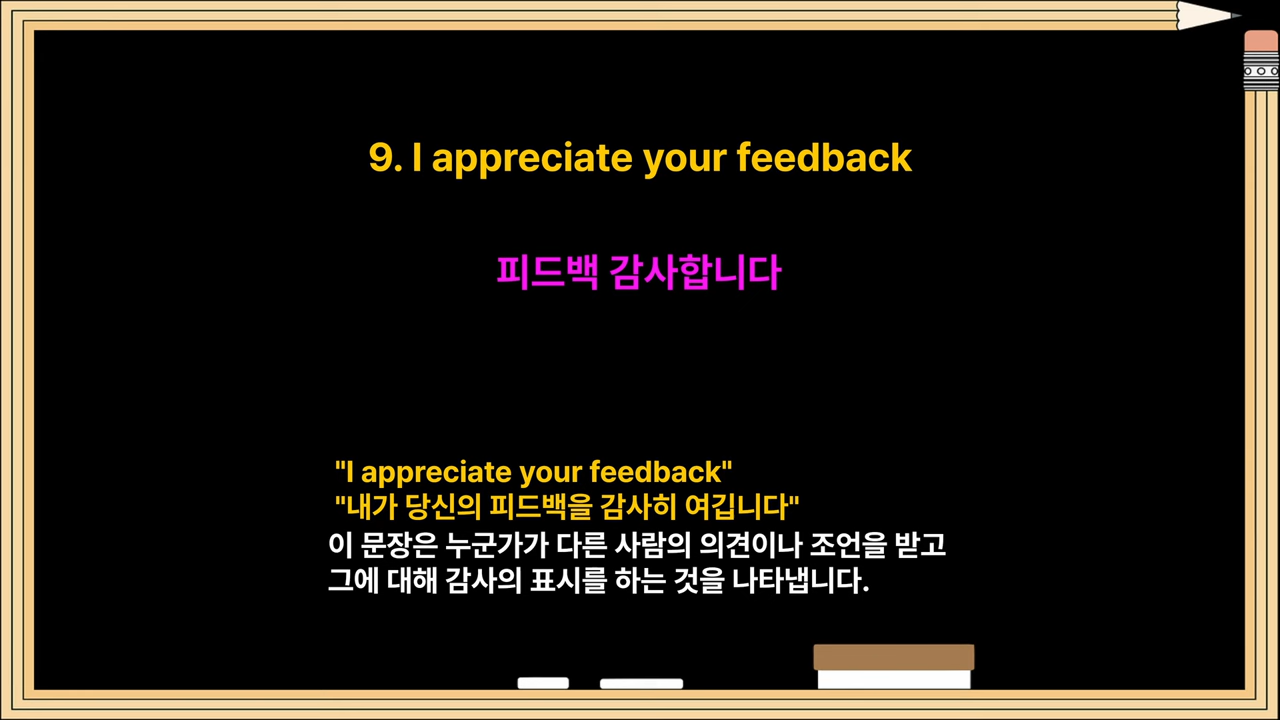 9. I appreciate your feedback
피드백 감사합니다
"I appreciate your feedback"
"내가 당신의 피드백을 감사히 여깁니다"
이 문장은 누군가가 다른 사람의 의견이나 조언을 받고
그에 대해 감사의 표시를 하는 것을 나타냅니다.